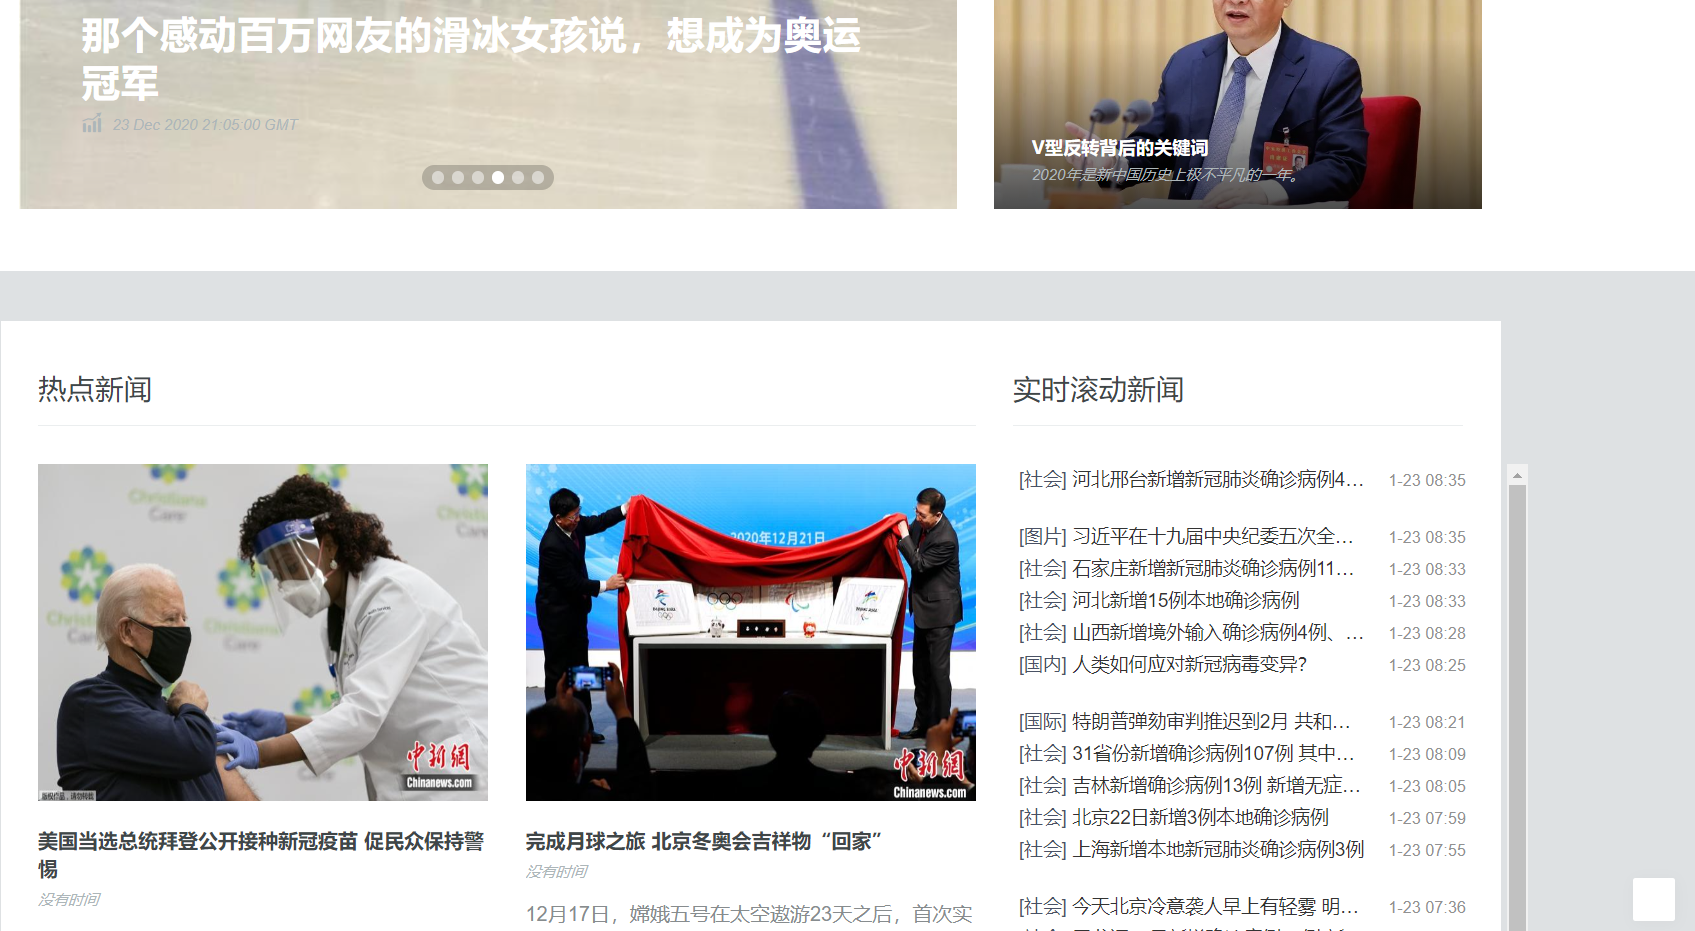 那个感动百万网友的滑冰女孩说，想成为奥运
冠军
23 Dec 2020 21:05:00 GMT
V型反转背后的关键词
2020年是新中国历史上极不平凡的一年。
热点新闻
实时滚动新闻
Christiana
Care
2020年12月21日
中新網
Chinanews.com
中新網
Chinanews.com
美国当选总统拜登公开接种新冠疫苗 促民众保持警
惕
没有时间
完成月球之旅 北京冬奥会吉祥物“回家”
没有时间
12月17日，嫦娥五号在太空遨游23天之后，首次实
[社会] 河北邢台新增新冠肺炎确诊病例4… 1-23 08:35
[图片] 习近平在十九届中央纪委五次全… 1-23 08:35
[社会] 石家庄新增新冠肺炎确诊病例11… 1-23 08:33
[社会] 河北新增15例本地确诊病例 1-23 08:33
[社会] 山西新增境外输入确诊病例4例、… 1-23 08:28
[国内] 人类如何应对新冠病毒变异? 1-23 08:25
[国际] 特朗普弹劾审判推迟到2月 共和… 1-23 08:21
[社会] 31省份新增确诊病例107例 其中… 1-23 08:09
[社会] 吉林新增确诊病例13例 新增无症… 1-23 08:05
[社会] 北京22日新增3例本地确诊病例 1-23 07:59
[社会] 上海新增本地新冠肺炎确诊病例3例 1-23 07:55
[社会] 今天北京冷意袭人早上有轻雾 明… 1-23 07:36